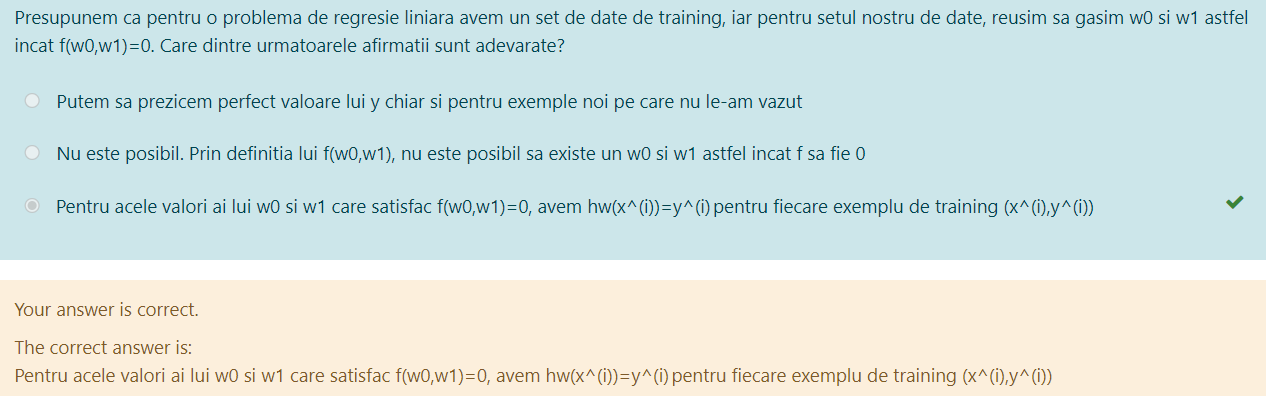 Presupunem ca pentru o problema de regresie liniara avem un set de date de training, iar pentru setul nostru de date, reusim sa gasim w0 si w1 astfel
incat f(w0,w1)=0. Care dintre urmatoarele afirmatii sunt adevarate?
Putem sa prezicem perfect valoare lui y chiar si pentru exemple noi pe care nu le-am vazut
Nu este posibil. Prin definitia lui f(w0,w1), nu este posibil sa existe un w0 si w1 astfel incat f sa fie 0
Pentru acele valori ai lui w0 si w1 care satisfac f(w0,w1)=0, avem hw(x^(i))=y^(i) pentru fiecare exemplu de training (x^(i),y^(i))
Your answer is correct.
The correct answer is:
Pentru acele valori ai lui w0 si w1 care satisfac f(w0,w1)=0, avem hw(x^(i))=y^(i) pentru fiecare exemplu de training (x^(i),y^(i))